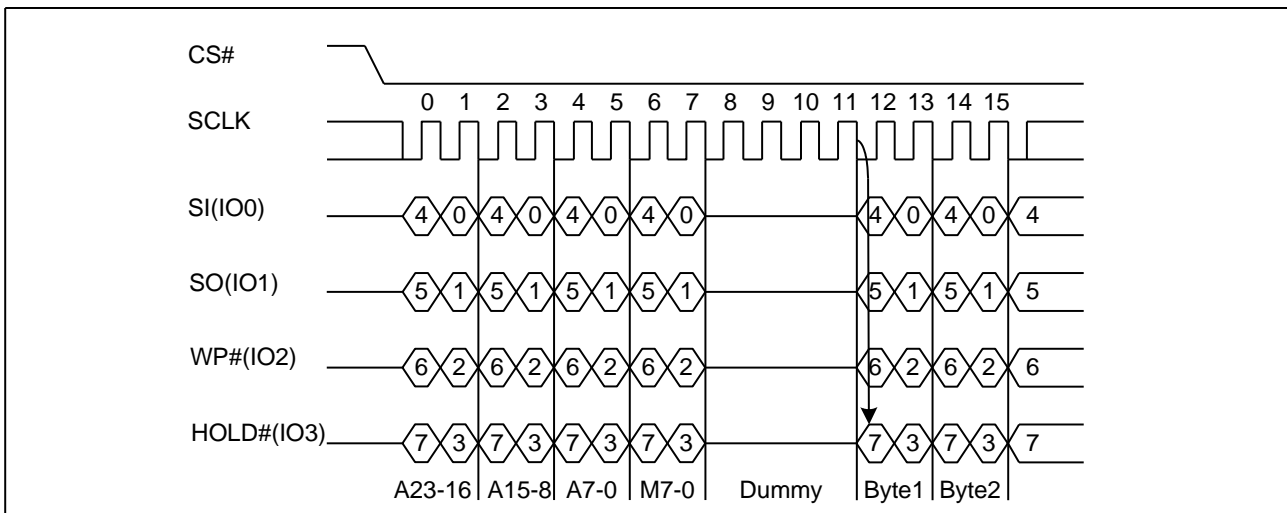 CS#
0 1 2 3 4 5 6 7 8 9 10 11 12 13 14 15
SCLK
SI(IO0) 4 0 4 0 4 0 4 0 4 0 4 0 4
SO(IO1) 5 1 5 1 5 1 5 1 5 1 5 1 5
WP#(IO2) 6 2 6 2 6 2 6 2 6 2 6 2 6
HOLD#(IO3) 7 3 7 3 7 3 7 3 7 3 7 3 7
A23-16 A15-8 A7-0 M7-0 Dummy Byte1 Byte2